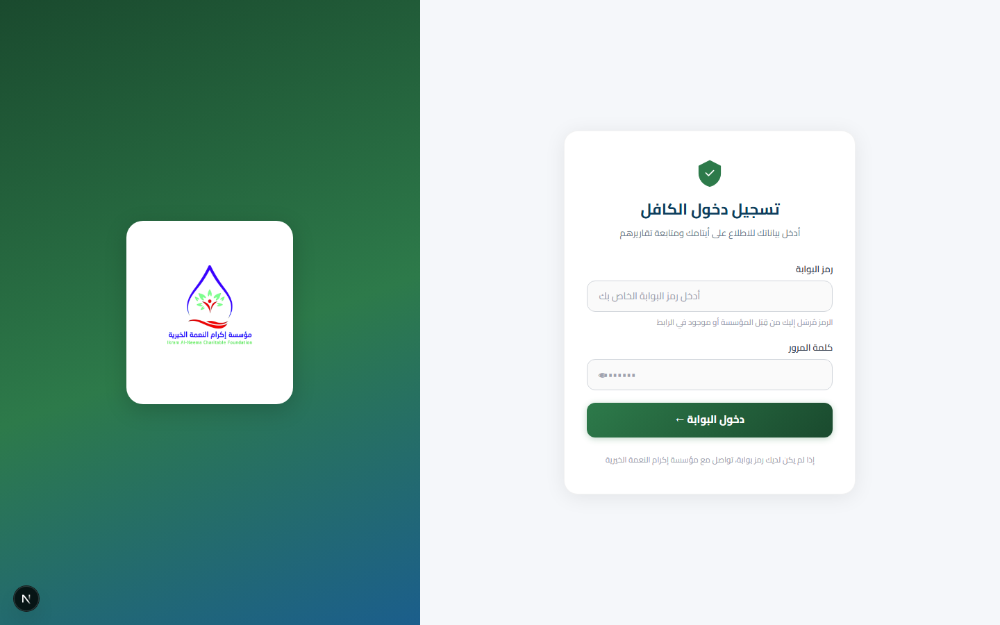 مؤسسة إكرام النعمة الخيرية
Ikram Al-Neema Charitable Foundation
تسجيل دخول الكافل
أدخل بياناتك للاطلاع على أيتامك ومتابعة تقاريرهم
رمز البوابة
أدخل رمز البوابة الخاص بك
الرمز مُرسَل إليك من قِبَل المؤسسة أو موجود في الرابط
كلمة المرور
دخول البوابة ←
إذا لم يكن لديك رمز بوابة، تواصل مع مؤسسة إكرام النعمة الخيرية
N